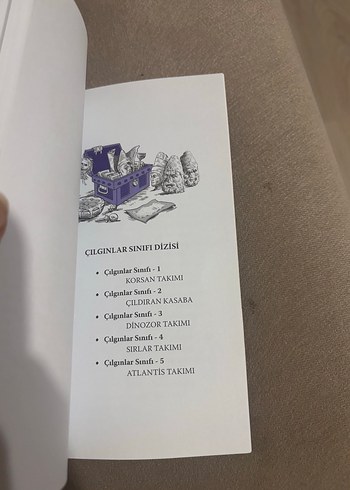 ÇILGINLAR SINIFI DİZİSİ
• Çılgınlar Sınıfı - 1
KORSAN TAKIMI
• Çılgınlar Sınıfı - 2
ÇILDIRAN KASABA
• Çılgınlar Sınıfı - 3
DİNOZOR TAKIMI
• Çılgınlar Sınıfı - 4
SIRLAR TAKIMI
• Çılgınlar Sınıfı - 5
ATLANTİS TAKIMI